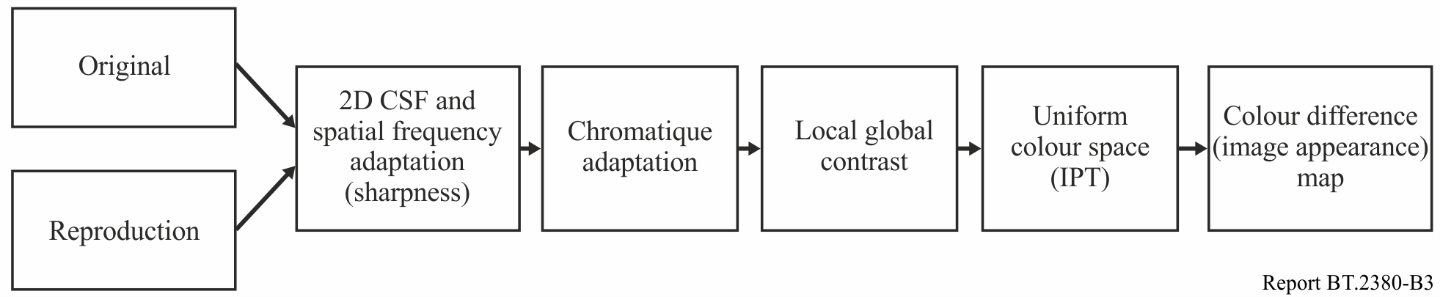 Original
Reproduction
2D CSF and
spatial frequency
adaptation
(sharpness)
Chromatique
adaptation
Local global
contrast
Uniform
colour space
(IPT)
Colour difference
(image appearance)
map
Report BT.2380-B3